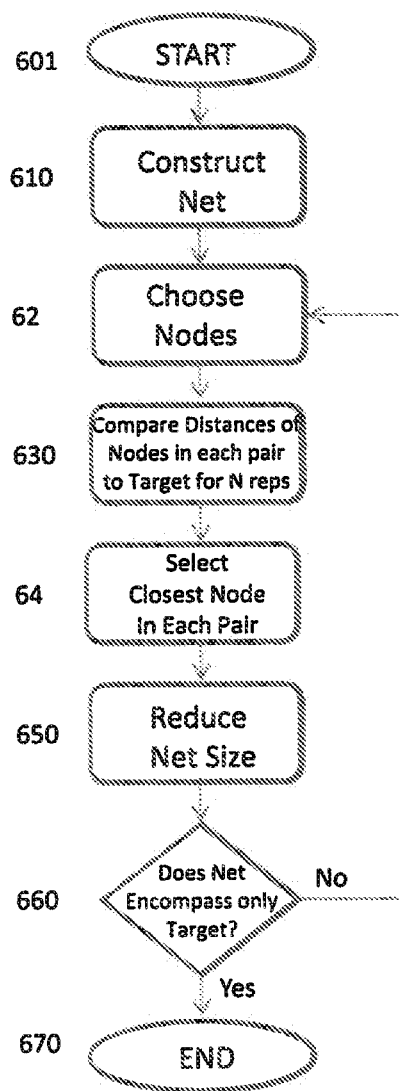 601
START
610
Construct
Net
62
Choose
Nodes
630
Compare Distances of
Nodes in each pair
to Target for N reps
64
Select
Closest Node
In Each Pair
650
Reduce
Net Size
660
Does Net
Encompass only
Target?
No
Yes
670
END